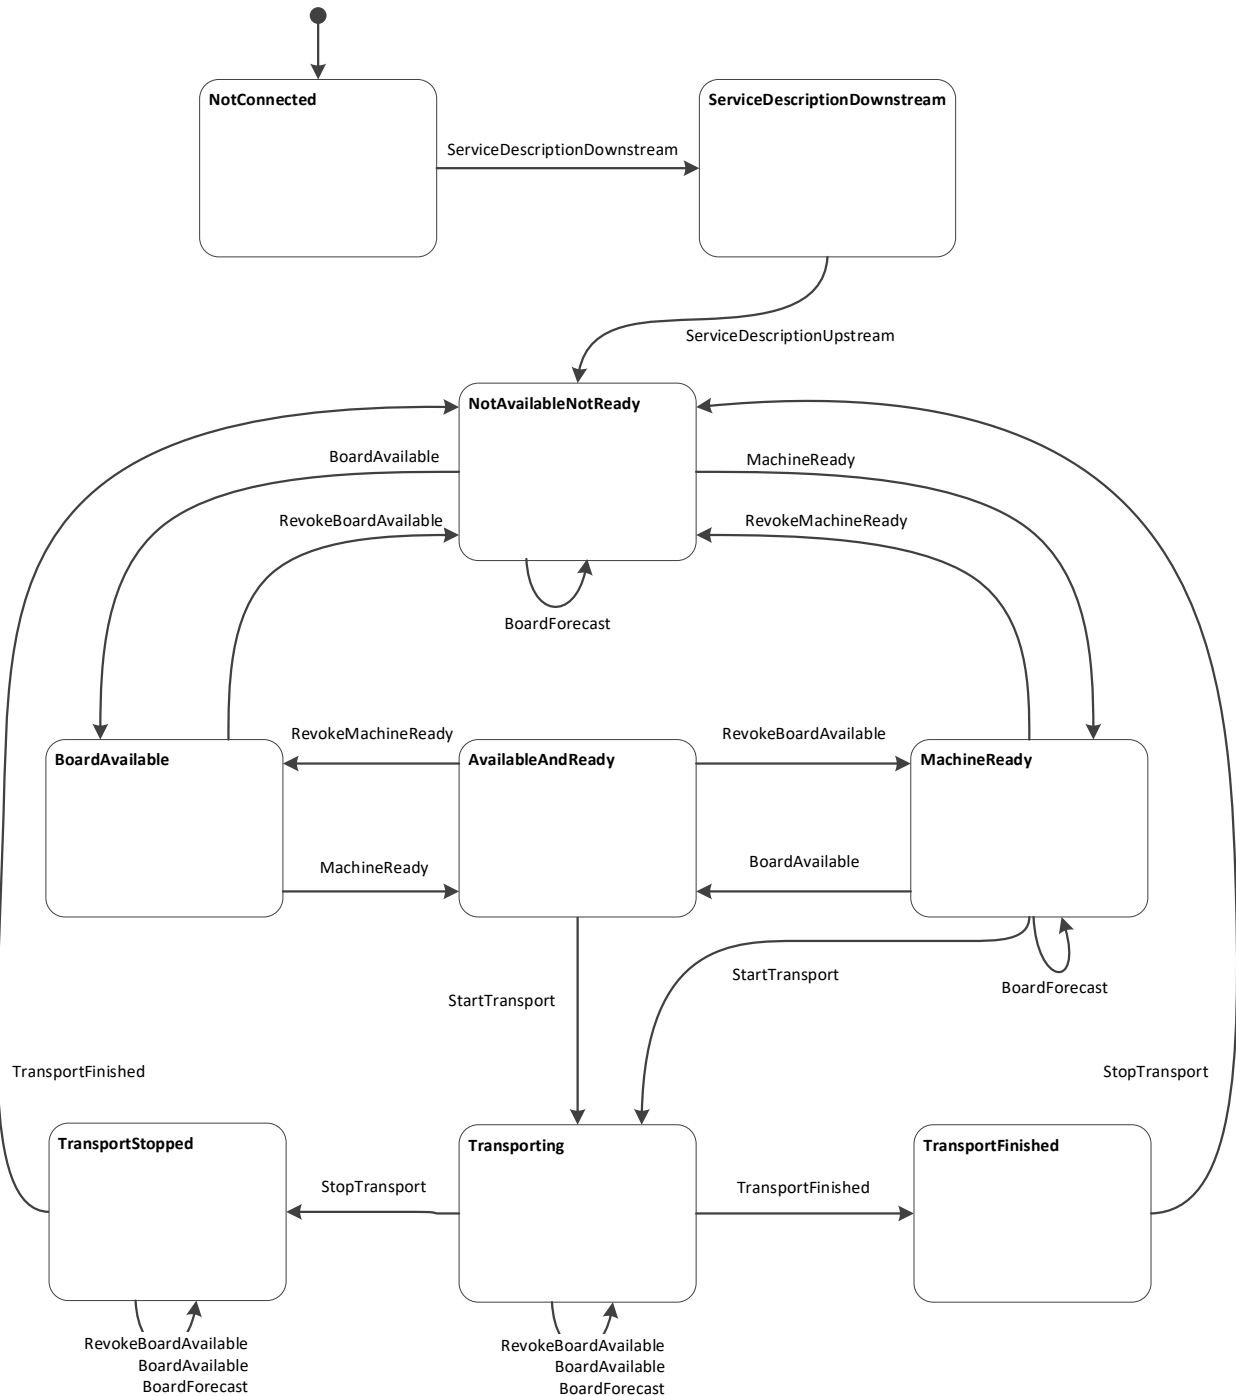 NotConnected
ServiceDescriptionDownstream
ServiceDescriptionDownstream
ServiceDescriptionUpstream
NotAvailableNotReady
BoardAvailable
MachineReady
RevokeBoardAvailable
RevokeMachineReady
BoardForecast
RevokeMachineReady
RevokeBoardAvailable
BoardAvailable
AvailableAndReady
MachineReady
MachineReady
BoardAvailable
StartTransport
StartTransport
BoardForecast
TransportFinished
StopTransport
TransportStopped
Transporting
TransportFinished
StopTransport
TransportFinished
RevokeBoardAvailable
BoardAvailable
BoardForecast
RevokeBoardAvailable
BoardAvailable
BoardForecast